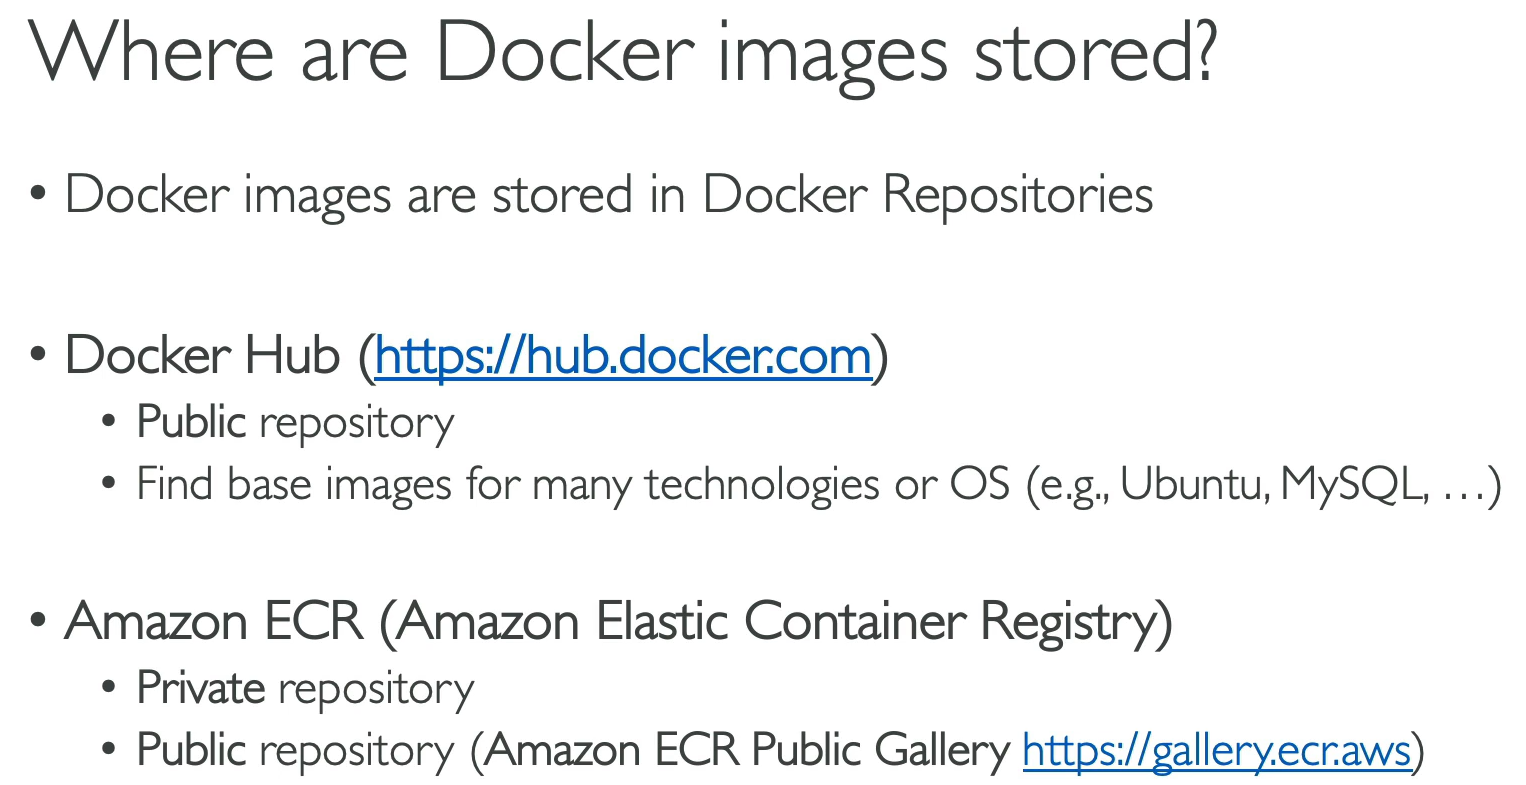 Where are Docker images stored?
• Docker images are stored in Docker Repositories
• Docker Hub (https://hub.docker.com)
• Public repository
• Find base images for many technologies or OS (e.g., Ubuntu, MySQL, …)
• Amazon ECR (Amazon Elastic Container Registry)
• Private repository
• Public repository (Amazon ECR Public Gallery https://gallery.ecr.aws)